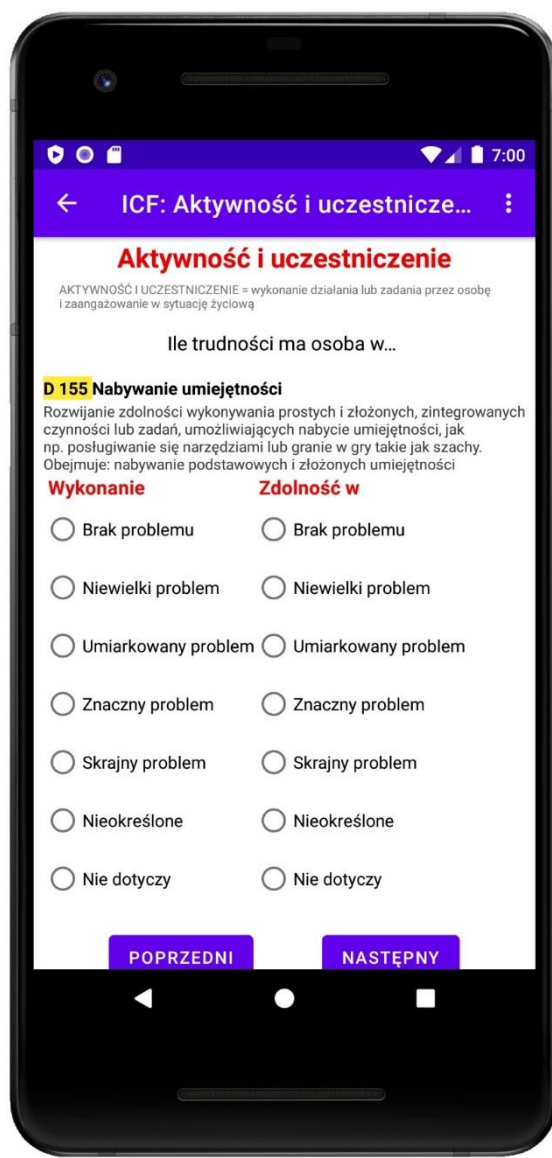 7:00
ICF: Aktywność i uczestnicze...
Aktywność i uczestniczenie
AKTYWNOŚĆ I UCZESTNICZENIE = wykonanie działania lub zadania przez osobę
i zaangażowanie w sytuację życiową
Ile trudności ma osoba w...
D 155 Nabywanie umiejętności
Rozwijanie zdolności wykonywania prostych i złożonych, zintegrowanych
czynności lub zadań, umożliwiających nabycie umiejętności, jak
np. posługiwanie się narzędziami lub granie w gry takie jak szachy.
Obejmuje: nabywanie podstawowych i złożonych umiejętności
Wykonanie Zdolność w
Brak problemu Brak problemu
Niewielki problem Niewielki problem
Umiarkowany problem Umiarkowany problem
Znaczny problem Znaczny problem
Skrajny problem Skrajny problem
Nieokreślone Nieokreślone
Nie dotyczy Nie dotyczy
POPRZEDNI NASTĘPNY